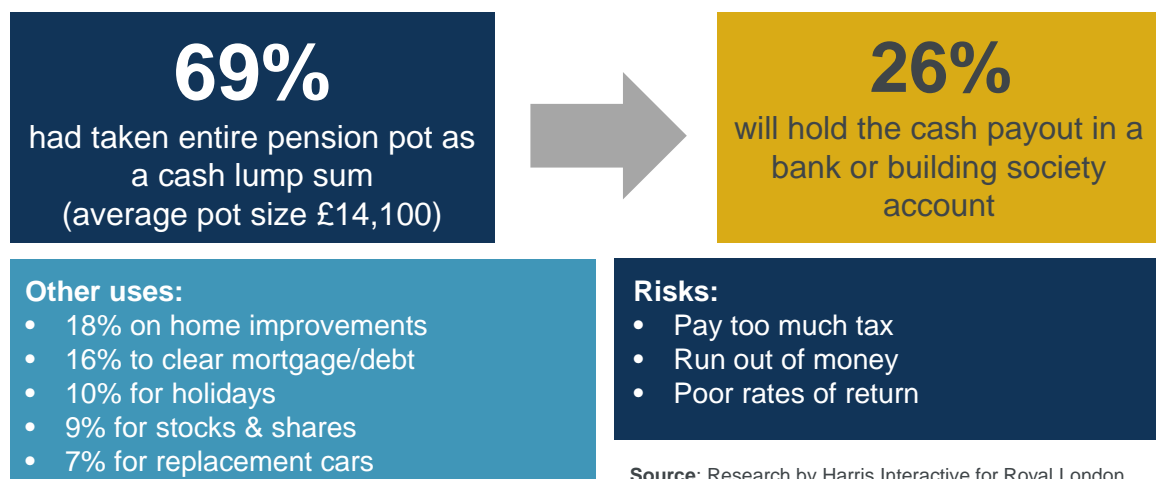 69%
had taken entire pension pot as
a cash lump sum
(average pot size £14,100)
26%
will hold the cash payout in a
bank or building society
account
Other uses:
• 18% on home improvements
• 16% to clear mortgage/debt
• 10% for holidays
• 9% for stocks & shares
• 7% for replacement cars
Risks:
• Pay too much tax
• Run out of money
• Poor rates of return
Source: Research by Harris Interactive for Royal London